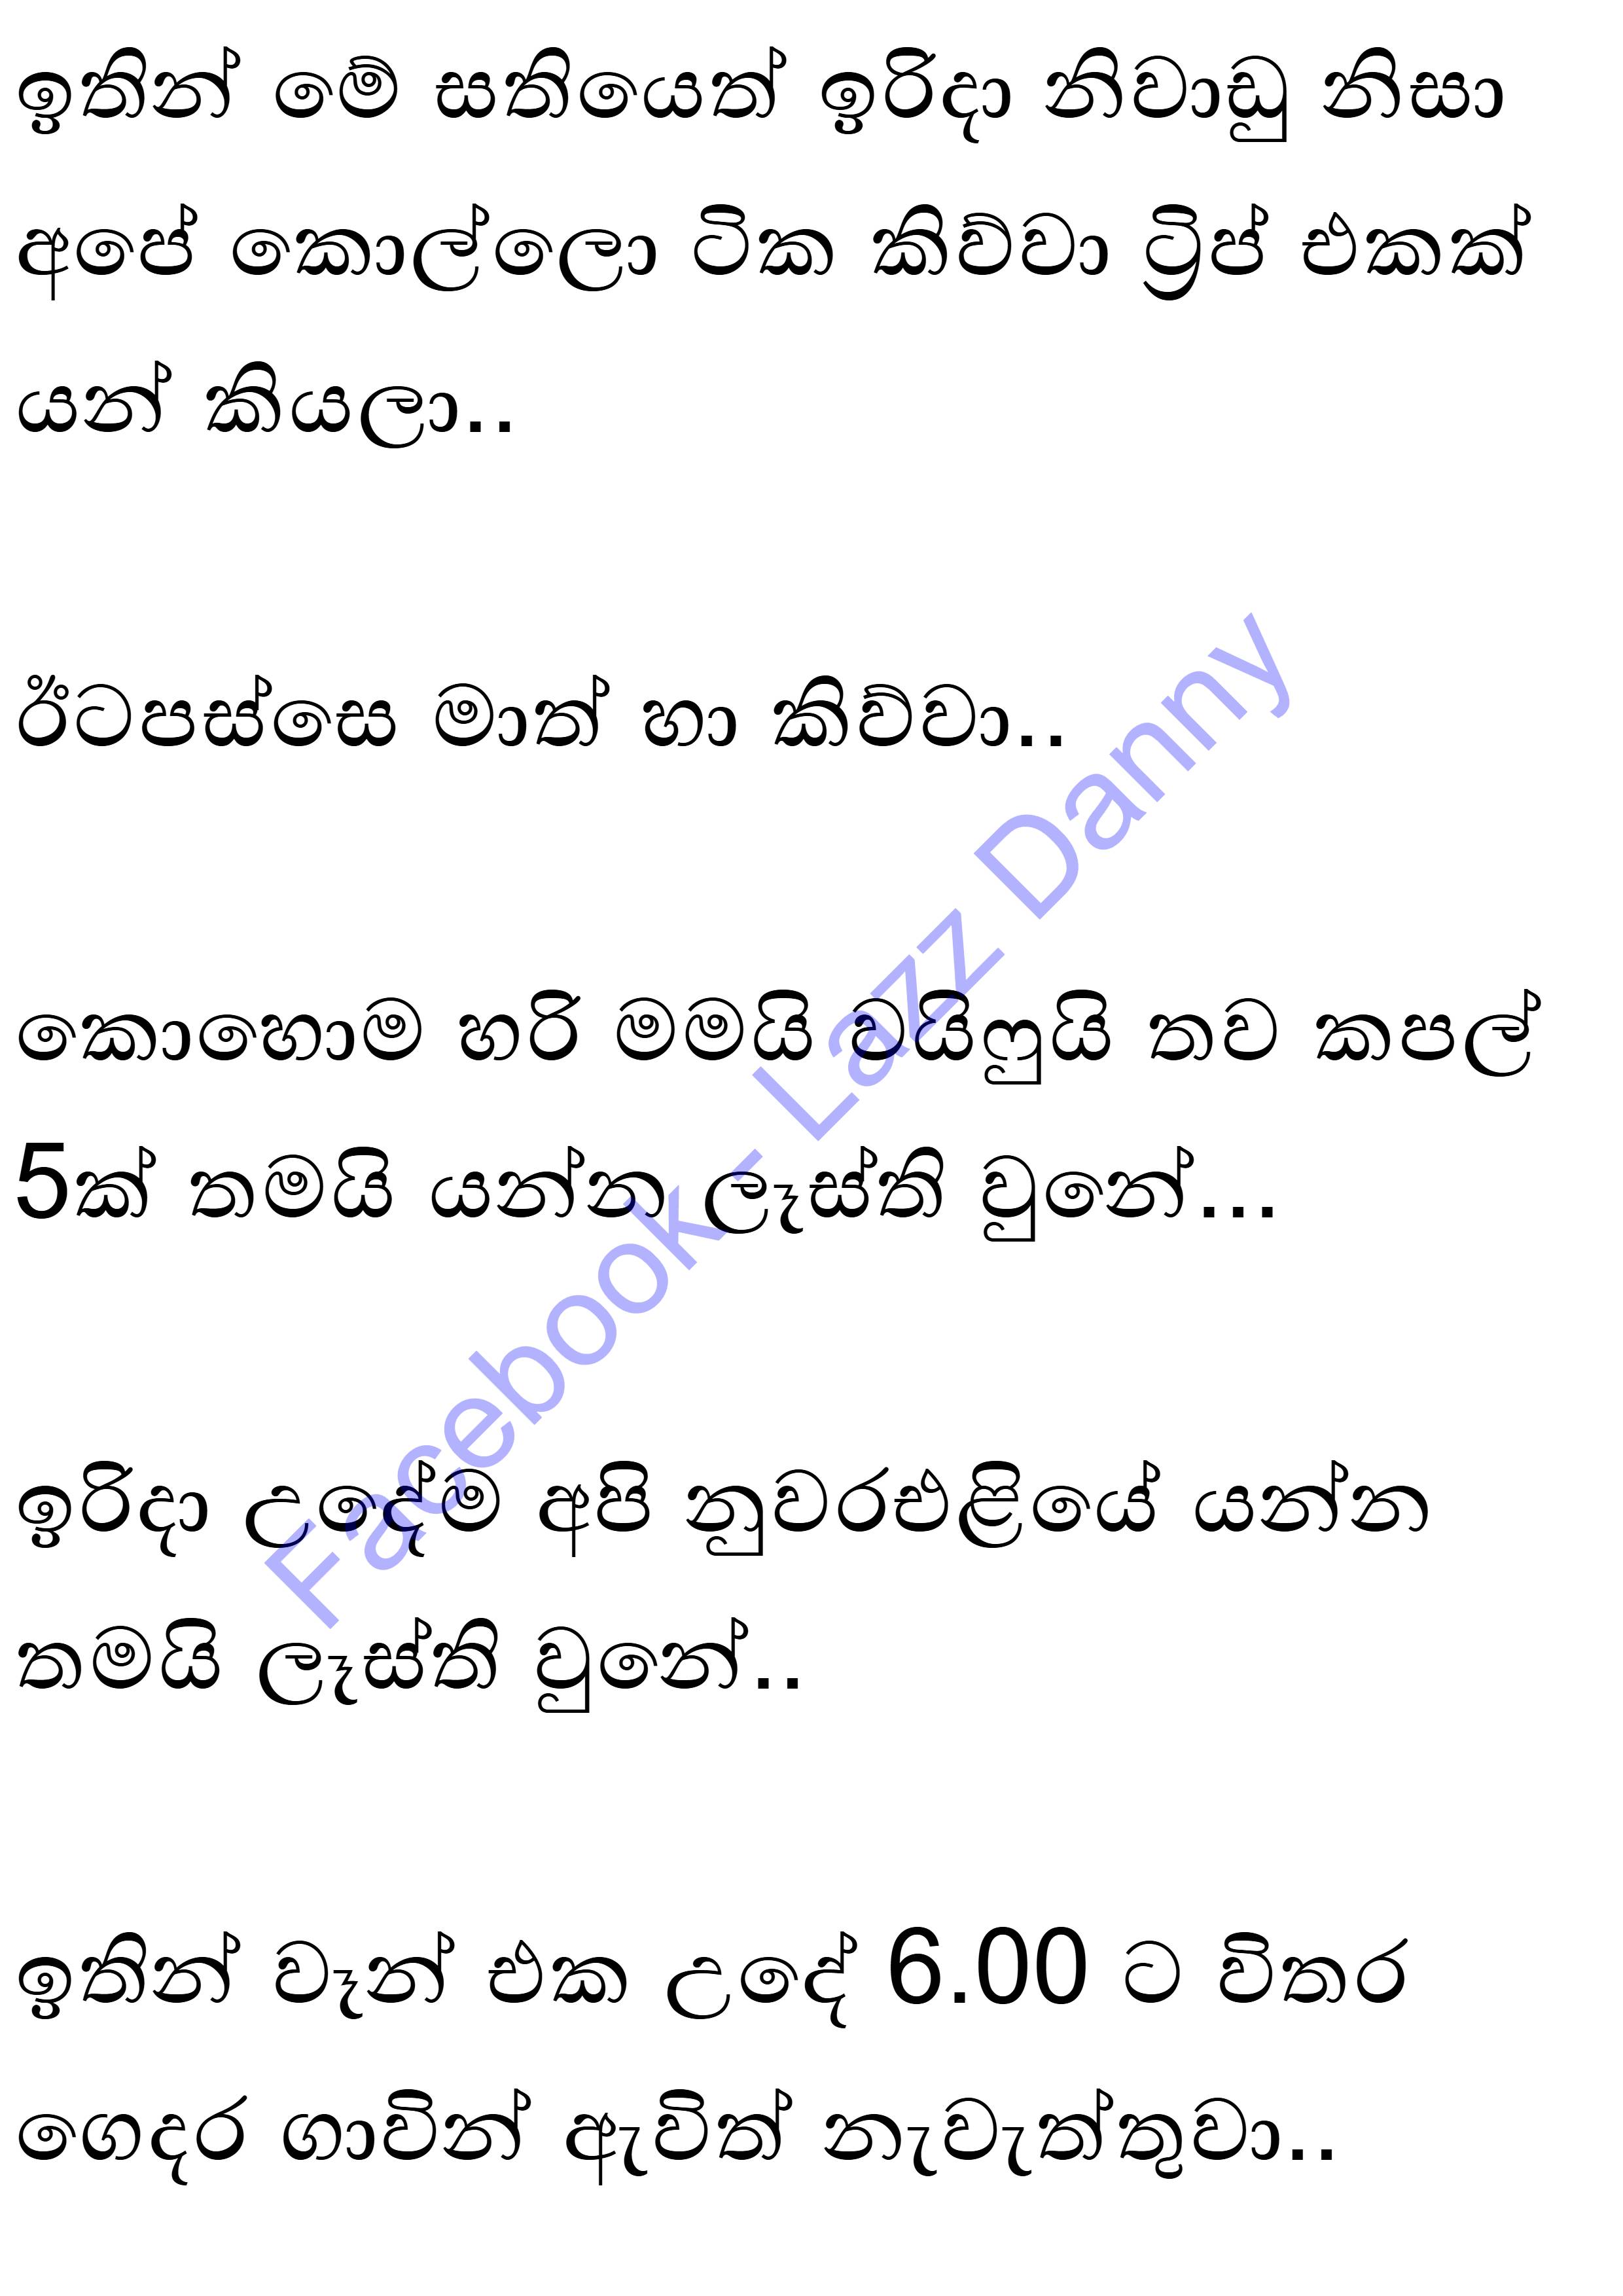 ඉතින් මේ සතියෙන් ඉරිදා නිවාඩු නිසා
අපේ කොල්ලො ටික කිව්වා ට්‍රිප් එකක්
යන් කියලා..
ඊටපස්සෙ මාත් හා කිව්වා..
කොහොම හරි මමයි වයිෆුයි තව කපල්
5ක් තමයි යන්න ලෑස්ති වුනේ...
ඉරිදා උදේම අපි නුවරඑළියේ යන්න
තමයි ලෑස්ති වුනේ..
ඉතින් වෑන් එක උදේ 6.00 ට විතර
ගෙදර ගාවින් ඇවිත් නැවැත්තුවා..
Facebook - Lazz Danny